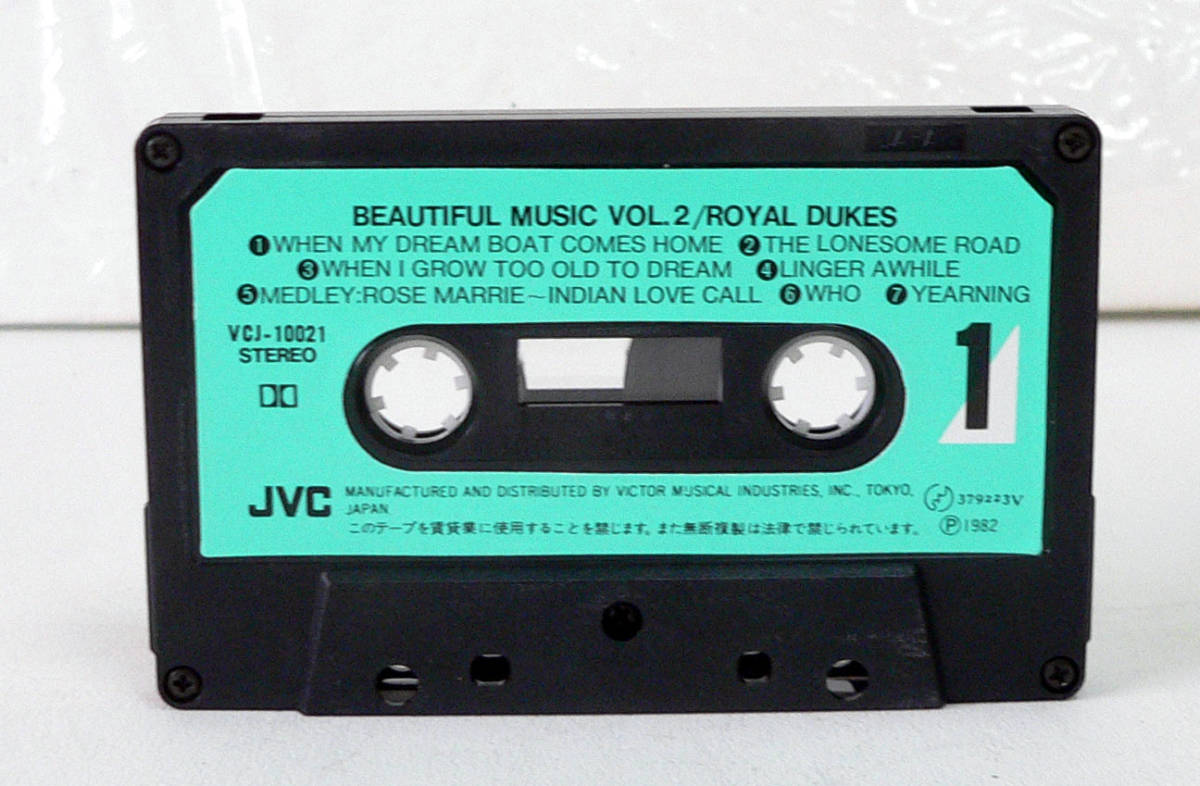 BEAUTIFUL MUSIC VOL.2/ROYAL DUKES
❶WHEN MY DREAM BOAT COMES HOME ❷THE LONESOME ROAD
❸WHEN I GROW TOO OLD TO DREAM ❹LINGER AWHILE
❺MEDLEY:ROSE MARRIE~INDIAN LOVE CALL ❻WHO ❼YEARNING
VCJ-10021
STEREO
1
JVC
MANUFACTURED AND DISTRIBUTED BY VICTOR MUSICAL INDUSTRIES, INC., TOKYO,
JAPAN
このテープを賃貸業に使用することを禁じます。また無断複製は法律で禁じられています。
379223V
Ⓟ1982